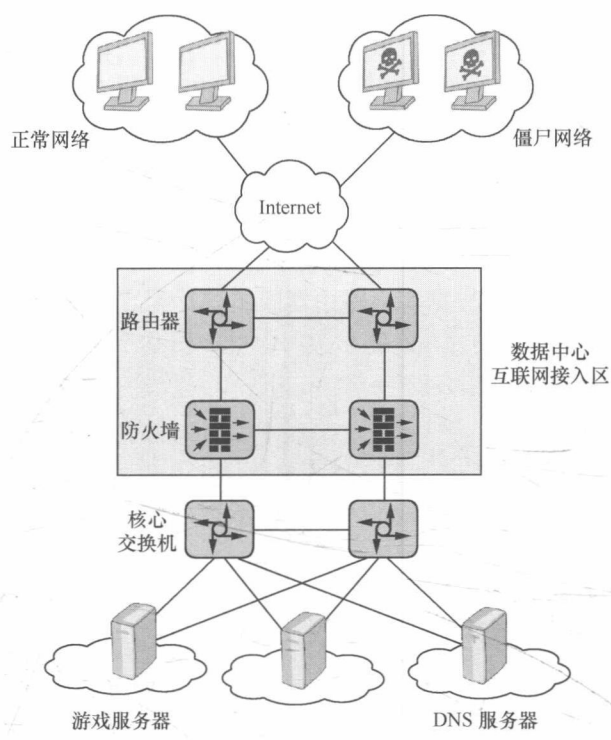 正常网络
僵尸网络
Internet
路由器
数据中心
互联网接入区
防火墙
核心
交换机
游戏服务器
DNS 服务器